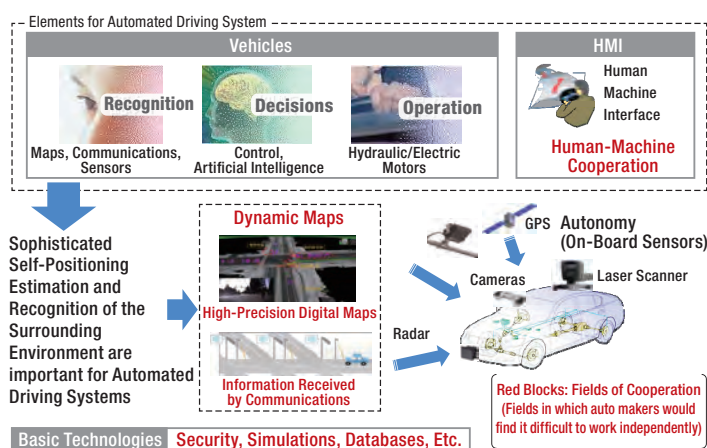 Elements for Automated Driving System
Vehicles
Recognition
Maps, Communications,
Sensors
Decisions
Control,
Artificial Intelligence
Operation
Hydraulic/Electric
Motors
HMI
Human
Machine
Interface
Human-Machine
Cooperation
Sophisticated
Self-Positioning
Estimation and
Recognition of the
Surrounding
Environment are
important for Automated
Driving Systems
Dynamic Maps
High-Precision Digital Maps
Information Received
by Communications
GPS
Autonomy
(On-Board Sensors)
Cameras
Laser Scanner
Radar
Red Blocks: Fields of Cooperation
(Fields in which auto makers would
find it difficult to work independently)
Basic Technologies Security, Simulations, Databases, Etc.